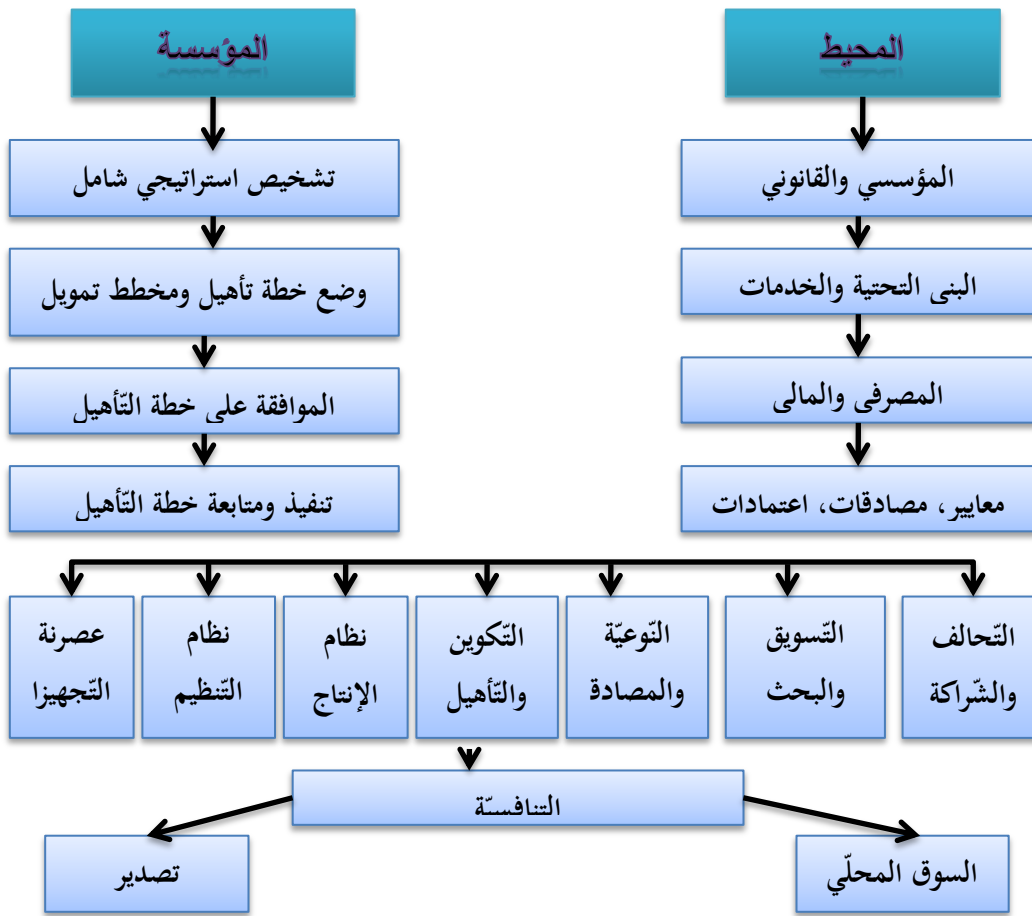 المحيط
المؤسسة
المؤسسي والقانوني
تشخيص استراتيجي شامل
البنى التحتية والخدمات
وضع خطة تأهيل ومخطط تمويل
المصرفي والمالي
الموافقة على خطة التّأهيل
معايير، مصادقات، اعتمادات
تنفيذ ومتابعة خطة التّأهيل
التّحالف
والشّراكة
التّسويق
والبحث
النّوعيّة
والمصادة
التّكوين
والتّأهيل
نظام
الإنتاج
نظام
التّنظيم
عصرنة
التّجهيزا
التنافسيّة
السوق المحلّي
تصدير